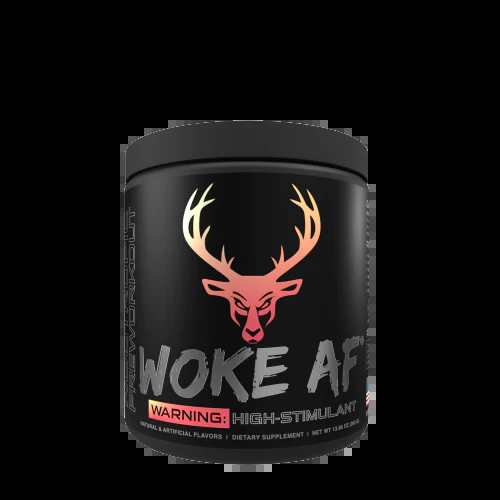 WOKE AF
WARNING: HIGH-STIMULANT
NATURAL & ARTIFICIAL FLAVORS | DIETARY SUPPLEMENT | NET WT
PREWORKOUT